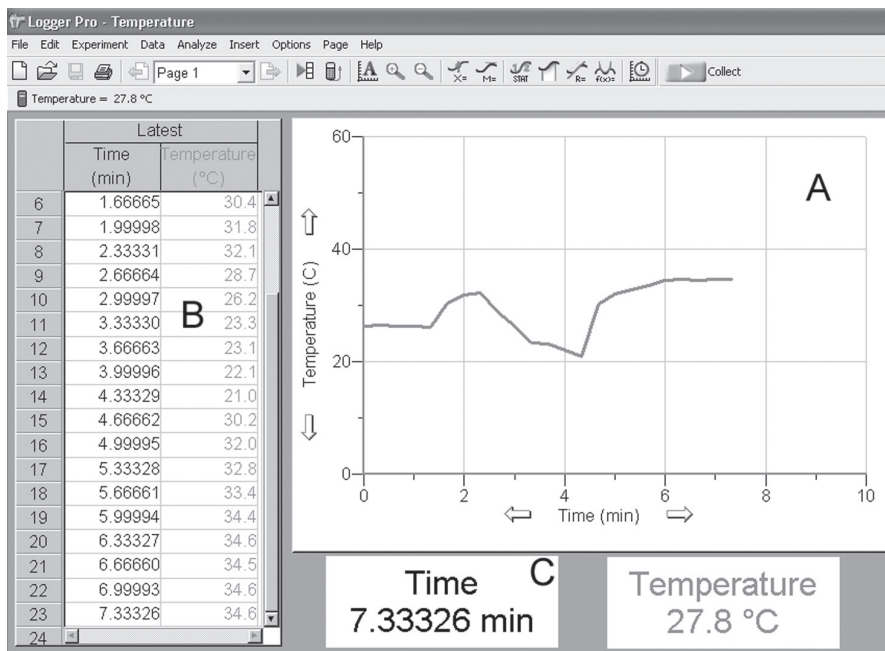 Logger Pro - Temperature
File Edit Experiment Data Analyze Insert Options Page Help
Page 1
X=
M=
STAT
R=
f(x)=
Collect
Temperature = 27.8 °C
Latest
Time Temperature
(min) (°C)
6 1.66665 30.4
7 1.99998 31.8
8 2.33331 32.1
9 2.66664 28.7
10 2.99997 26.2
11 3.33330 23.3
12 3.66663 23.1
13 3.99996 22.1
14 4.33329 21.0
15 4.66662 30.2
16 4.99995 32.0
17 5.33328 32.8
18 5.66661 33.4
19 5.99994 34.4
20 6.33327 34.6
21 6.66660 34.5
22 6.99993 34.6
23 7.33326 34.6
24
B
A
60
40
20
0
Temperature (C)
0 2 4 6 8 10
Time (min)
Time
7.33326 min
C
Temperature
27.8 °C